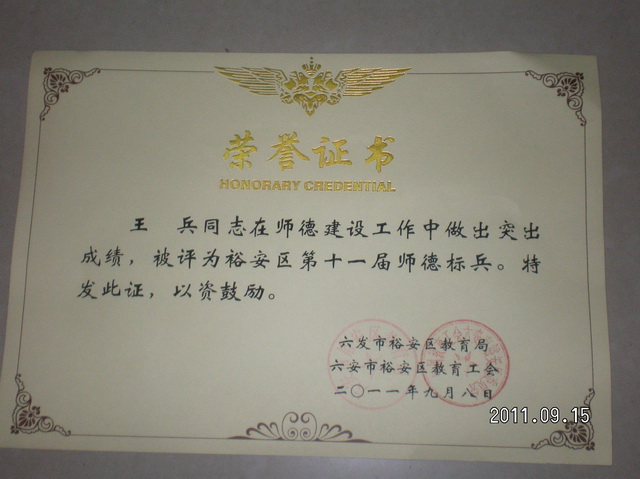 荣誉证书
HONORARY CREDENTIAL
王 兵同志在师德建设工作中做出突出
成绩，被评为裕安区第十一届师德标兵。特
发此证，以资鼓励。
六发市裕安区教育局
六安市裕安区教育工会
二〇一一年九月八日
2011.09.15